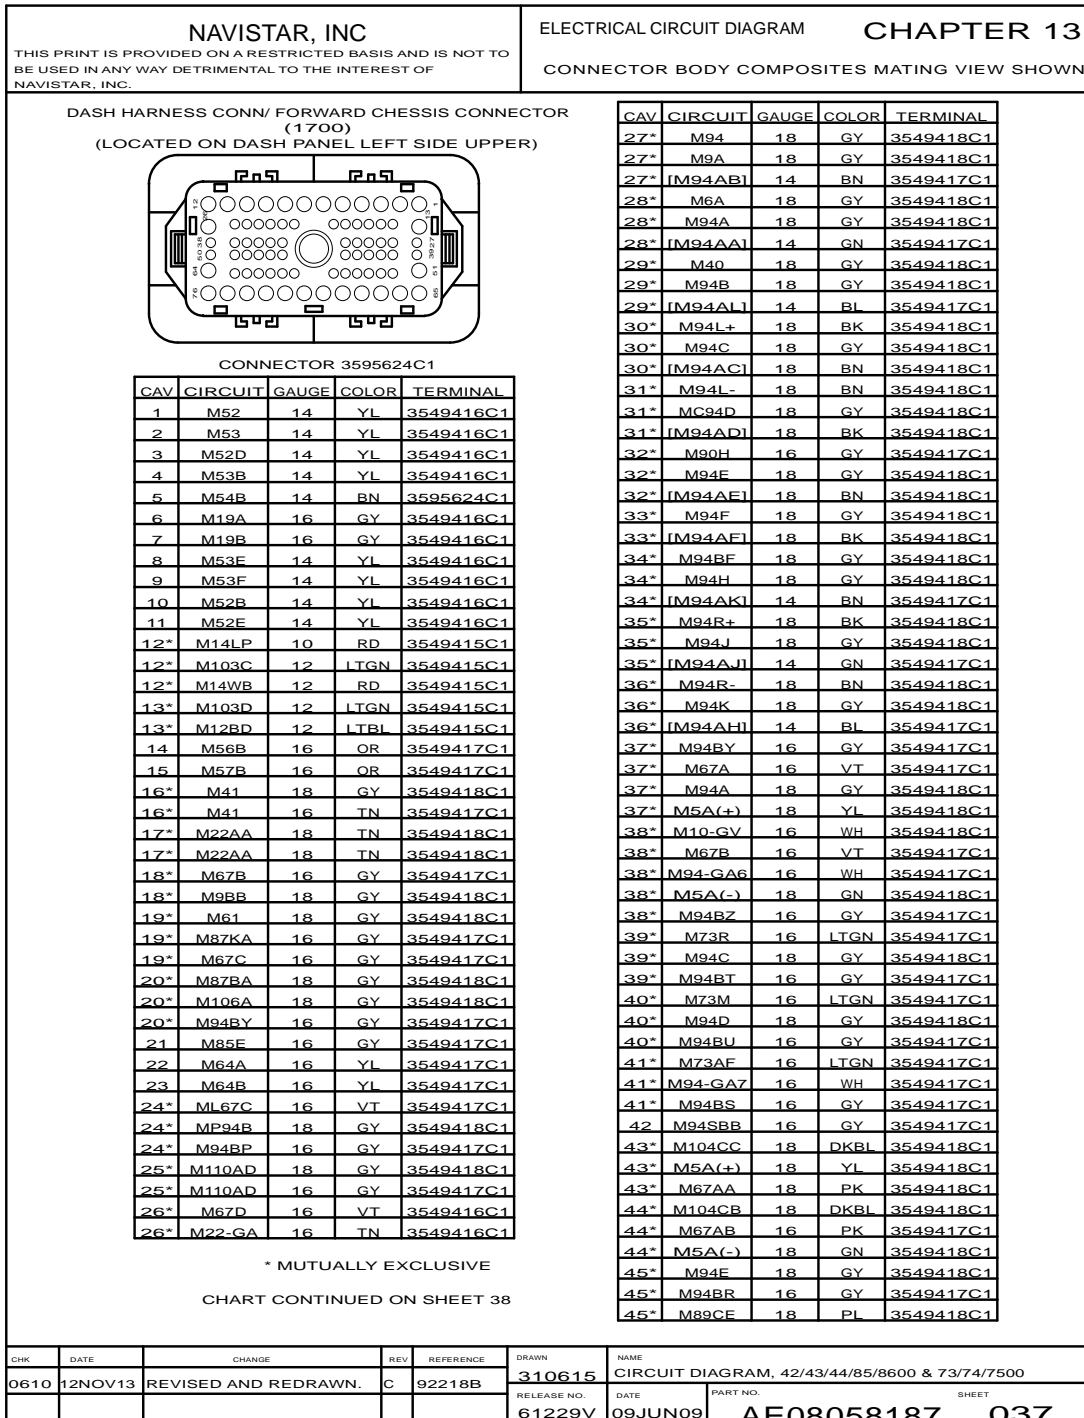 NAVISTAR, INC
THIS PRINT IS PROVIDED ON A RESTRICTED BASIS AND IS NOT TO
BE USED IN ANY WAY DETRIMENTAL TO THE INTEREST OF
NAVISTAR, INC.
ELECTRICAL CIRCUIT DIAGRAM CHAPTER 13
CONNECTOR BODY COMPOSITES MATING VIEW SHOWN
DASH HARNESS CONN/ FORWARD CHESSIS CONNECTOR
(1700)
(LOCATED ON DASH PANEL LEFT SIDE UPPER)
12 1
26 13
38 27
50 39
64 51
76 65
CONNECTOR 3595624C1
CAV CIRCUIT GAUGE COLOR TERMINAL
1 M52 14 YL 3549416C1
2 M53 14 YL 3549416C1
3 M52D 14 YL 3549416C1
4 M53B 14 YL 3549416C1
5 M54B 14 BN 3595624C1
6 M19A 16 GY 3549416C1
7 M19B 16 GY 3549416C1
8 M53E 14 YL 3549416C1
9 M53F 14 YL 3549416C1
10 M52B 14 YL 3549416C1
11 M52E 14 YL 3549416C1
12* M14LP 10 RD 3549415C1
12* M103C 12 LTGN 3549415C1
12* M14WB 12 RD 3549415C1
13* M103D 12 LTGN 3549415C1
13* M12BD 12 LTBL 3549415C1
14 M56B 16 OR 3549417C1
15 M57B 16 OR 3549417C1
16* M41 18 GY 3549418C1
16* M41 16 TN 3549417C1
17* M22AA 18 TN 3549418C1
17* M22AA 18 TN 3549418C1
18* M67B 16 GY 3549417C1
18* M9BB 18 GY 3549418C1
19* M61 18 GY 3549418C1
19* M87KA 16 GY 3549417C1
19* M67C 16 GY 3549417C1
20* M87BA 18 GY 3549418C1
20* M106A 18 GY 3549418C1
20* M94BY 16 GY 3549417C1
21 M85E 16 GY 3549417C1
22 M64A 16 YL 3549417C1
23 M64B 16 YL 3549417C1
24* ML67C 16 VT 3549417C1
24* MP94B 18 GY 3549418C1
24* M94BP 16 GY 3549417C1
25* M110AD 18 GY 3549418C1
25* M110AD 16 GY 3549417C1
26* M67D 16 VT 3549416C1
26* M22-GA 16 TN 3549416C1
* MUTUALLY EXCLUSIVE
CHART CONTINUED ON SHEET 38
CAV CIRCUIT GAUGE COLOR TERMINAL
27* M94 18 GY 3549418C1
27* M9A 18 GY 3549418C1
27* [M94AB] 14 BN 3549417C1
28* M6A 18 GY 3549418C1
28* M94A 18 GY 3549418C1
28* [M94AA] 14 GN 3549417C1
29* M40 18 GY 3549418C1
29* M94B 18 GY 3549418C1
29* [M94AL] 14 BL 3549417C1
30* M94L+ 18 BK 3549418C1
30* M94C 18 GY 3549418C1
30* [M94AC] 18 BN 3549418C1
31* M94L- 18 BN 3549418C1
31* MC94D 18 GY 3549418C1
31* [M94AD] 18 BK 3549418C1
32* M90H 16 GY 3549417C1
32* M94E 18 GY 3549418C1
32* [M94AE] 18 BN 3549418C1
33* M94F 18 GY 3549418C1
33* [M94AF] 18 BK 3549418C1
34* M94BF 18 GY 3549418C1
34* M94H 18 GY 3549418C1
34* [M94AK] 14 BN 3549417C1
35* M94R+ 18 BK 3549418C1
35* M94J 18 GY 3549418C1
35* [M94AJ] 14 GN 3549417C1
36* M94R- 18 BN 3549418C1
36* M94K 18 GY 3549418C1
36* [M94AH] 14 BL 3549417C1
37* M94BY 16 GY 3549417C1
37* M67A 16 VT 3549417C1
37* M94A 18 GY 3549418C1
37* M5A(+) 18 YL 3549418C1
38* M10-GV 16 WH 3549418C1
38* M67B 16 VT 3549417C1
38* M94-GA6 16 WH 3549417C1
38* M5A(-) 18 GN 3549418C1
38* M94BZ 16 GY 3549417C1
39* M73R 16 LTGN 3549417C1
39* M94C 18 GY 3549418C1
39* M94BT 16 GY 3549417C1
40* M73M 16 LTGN 3549417C1
40* M94D 18 GY 3549418C1
40* M94BU 16 GY 3549417C1
41* M73AF 16 LTGN 3549417C1
41* M94-GA7 16 WH 3549417C1
41* M94BS 16 GY 3549417C1
42 M94SBB 16 GY 3549417C1
43* M104CC 18 DKBL 3549418C1
43* M5A(+) 18 YL 3549418C1
43* M67AA 18 PK 3549418C1
44* M104CB 18 DKBL 3549418C1
44* M67AB 16 PK 3549417C1
44* M5A(-) 18 GN 3549418C1
45* M94E 18 GY 3549418C1
45* M94BR 16 GY 3549417C1
45* M89CE 18 PL 3549418C1
CHK DATE CHANGE REV REFERENCE
0610 12NOV13 REVISED AND REDRAWN. C 92218B
DRAWN
310615
NAME
CIRCUIT DIAGRAM, 42/43/44/85/8600 & 73/74/7500
RELEASE NO. DATE PART NO. SHEET
61229V 09JUN09 AE08058187 037